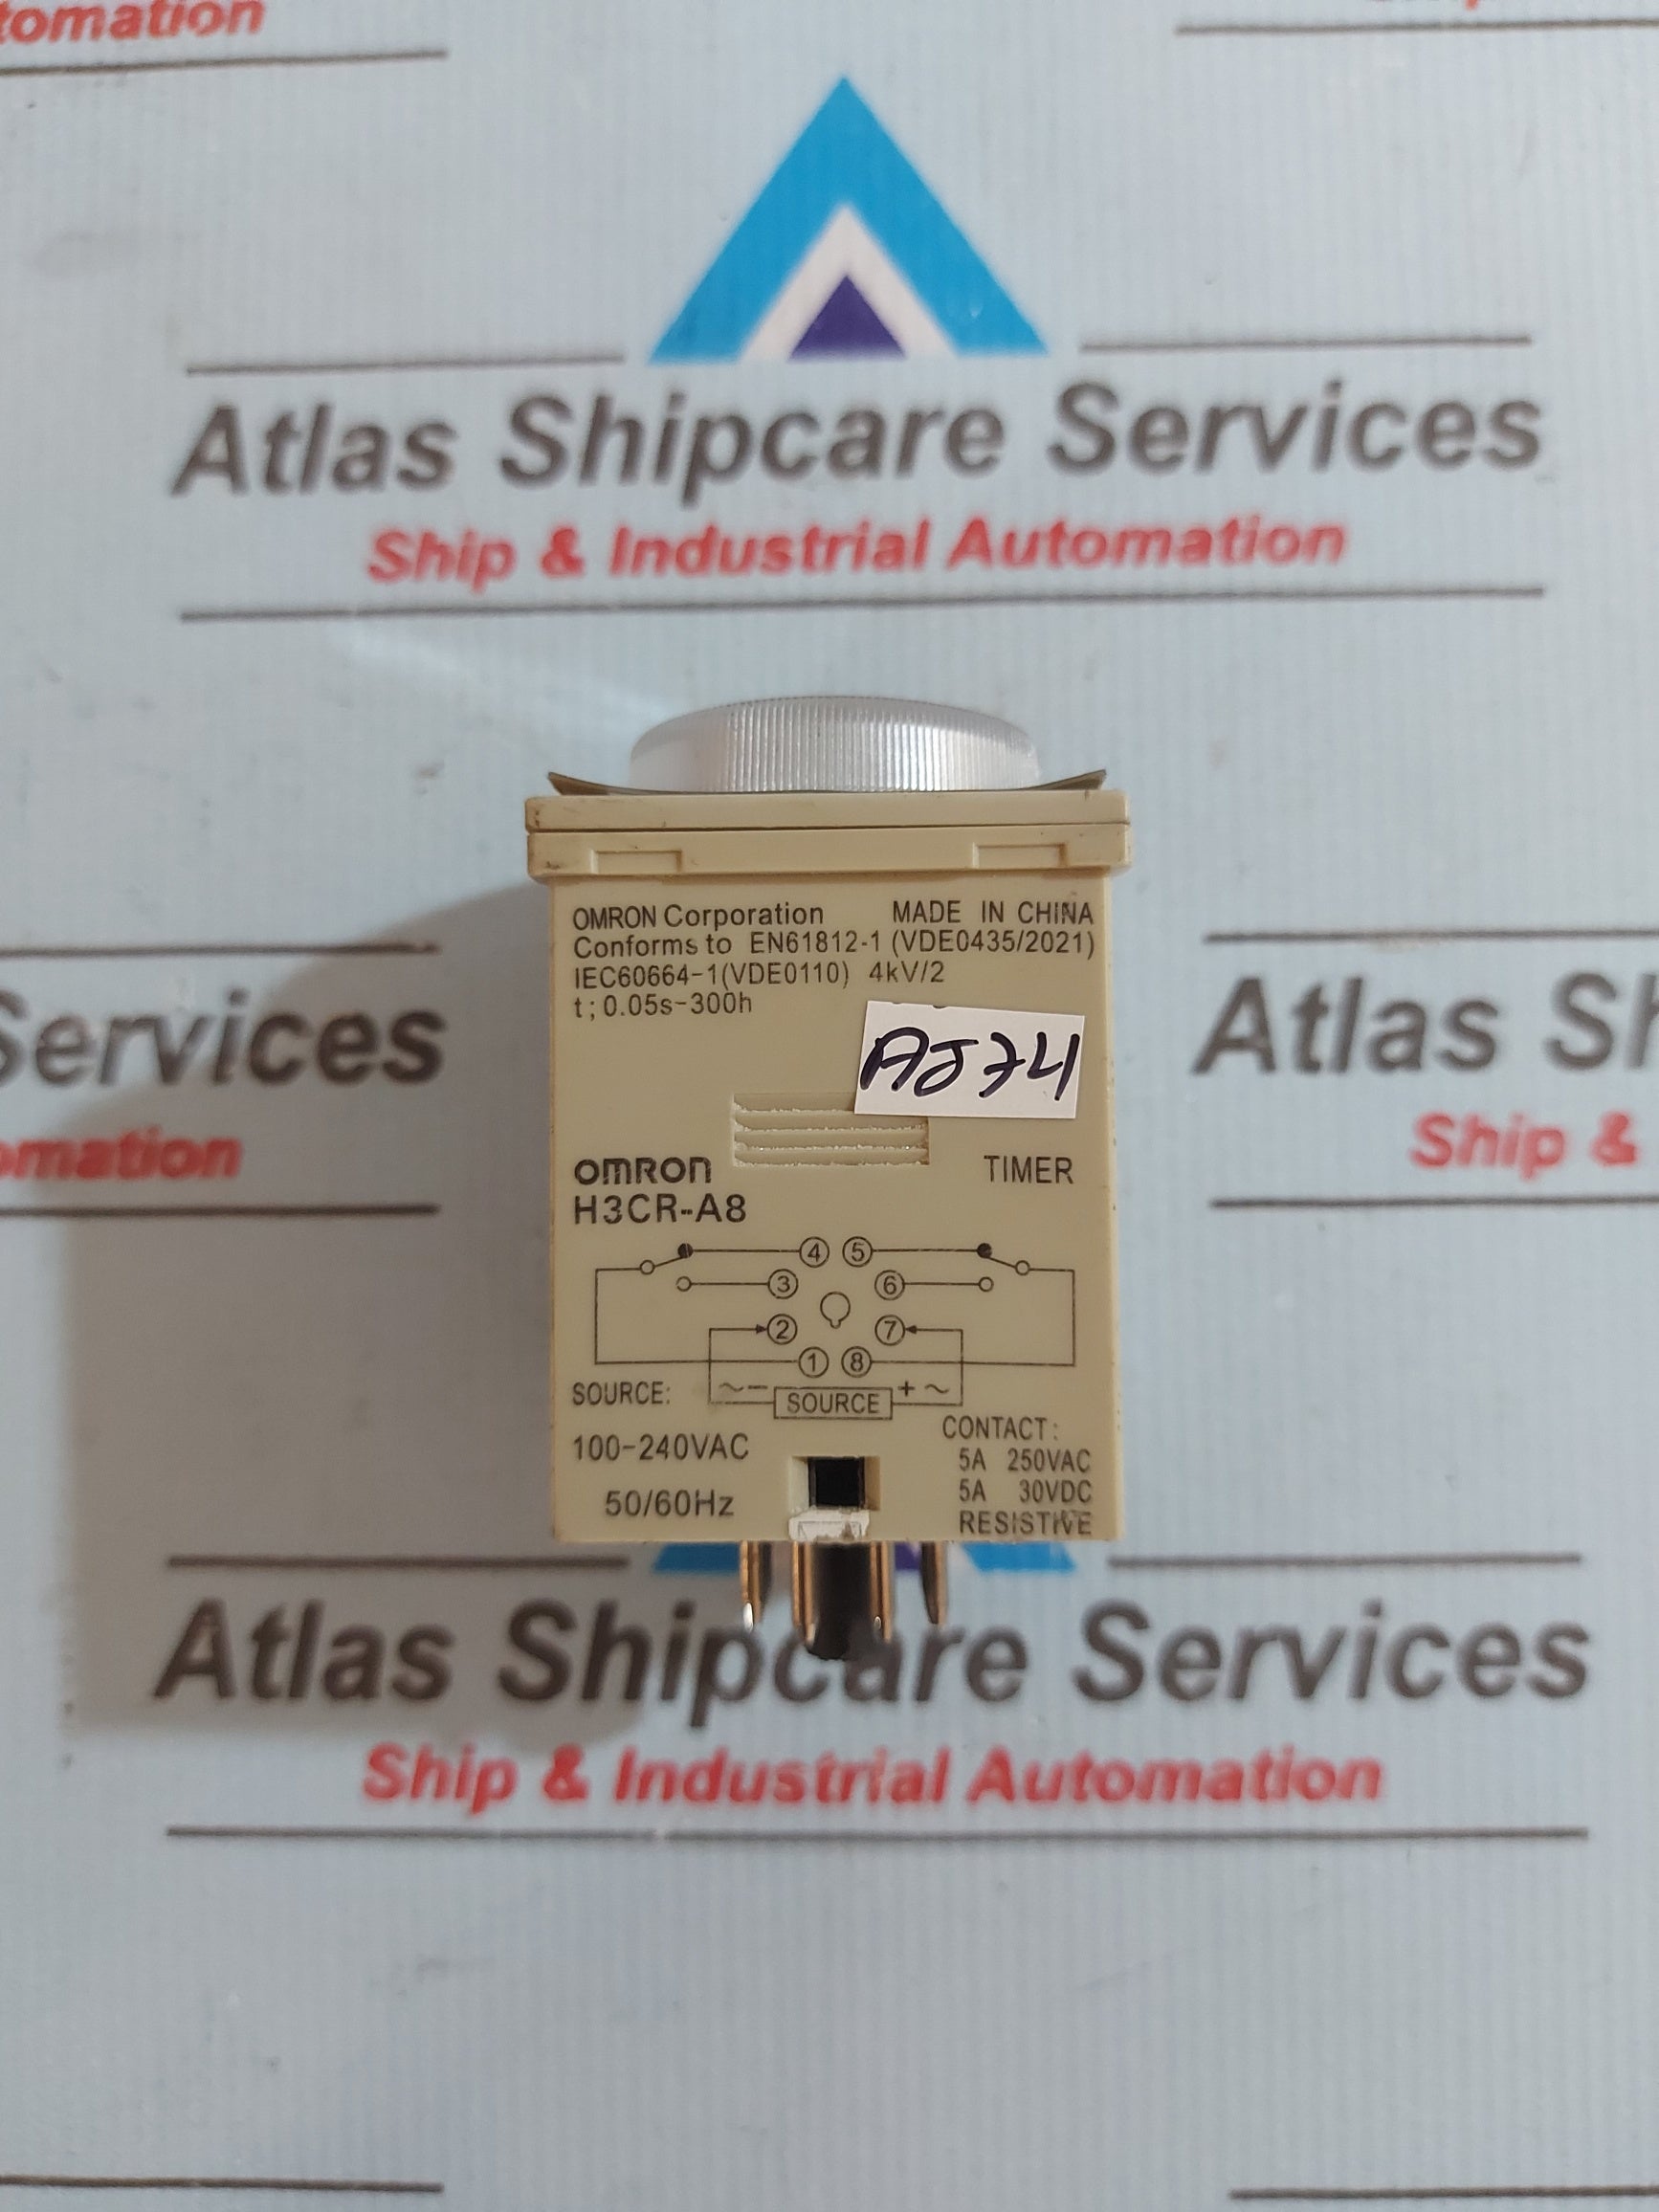 tomation
Ship
Atlas Shipcare Services
Ship & Industrial Automation
OMRON Corporation MADE IN CHINA
Conforms to EN61812-1 (VDE0435/2021)
IEC60664-1(VDE0110) 4kV/2
t ; 0.05s-300h
AJ74
Services
omation
Atlas Sh
Ship &
OMRON TIMER
H3CR-A8
4 5
3 6
2 7
1 8
SOURCE: ~− SOURCE + ~
CONTACT :
100-240VAC 5A 250VAC
50/60Hz 5A 30VDC
RESISTIVE
Atlas Shipcare Services
Ship & Industrial Automation